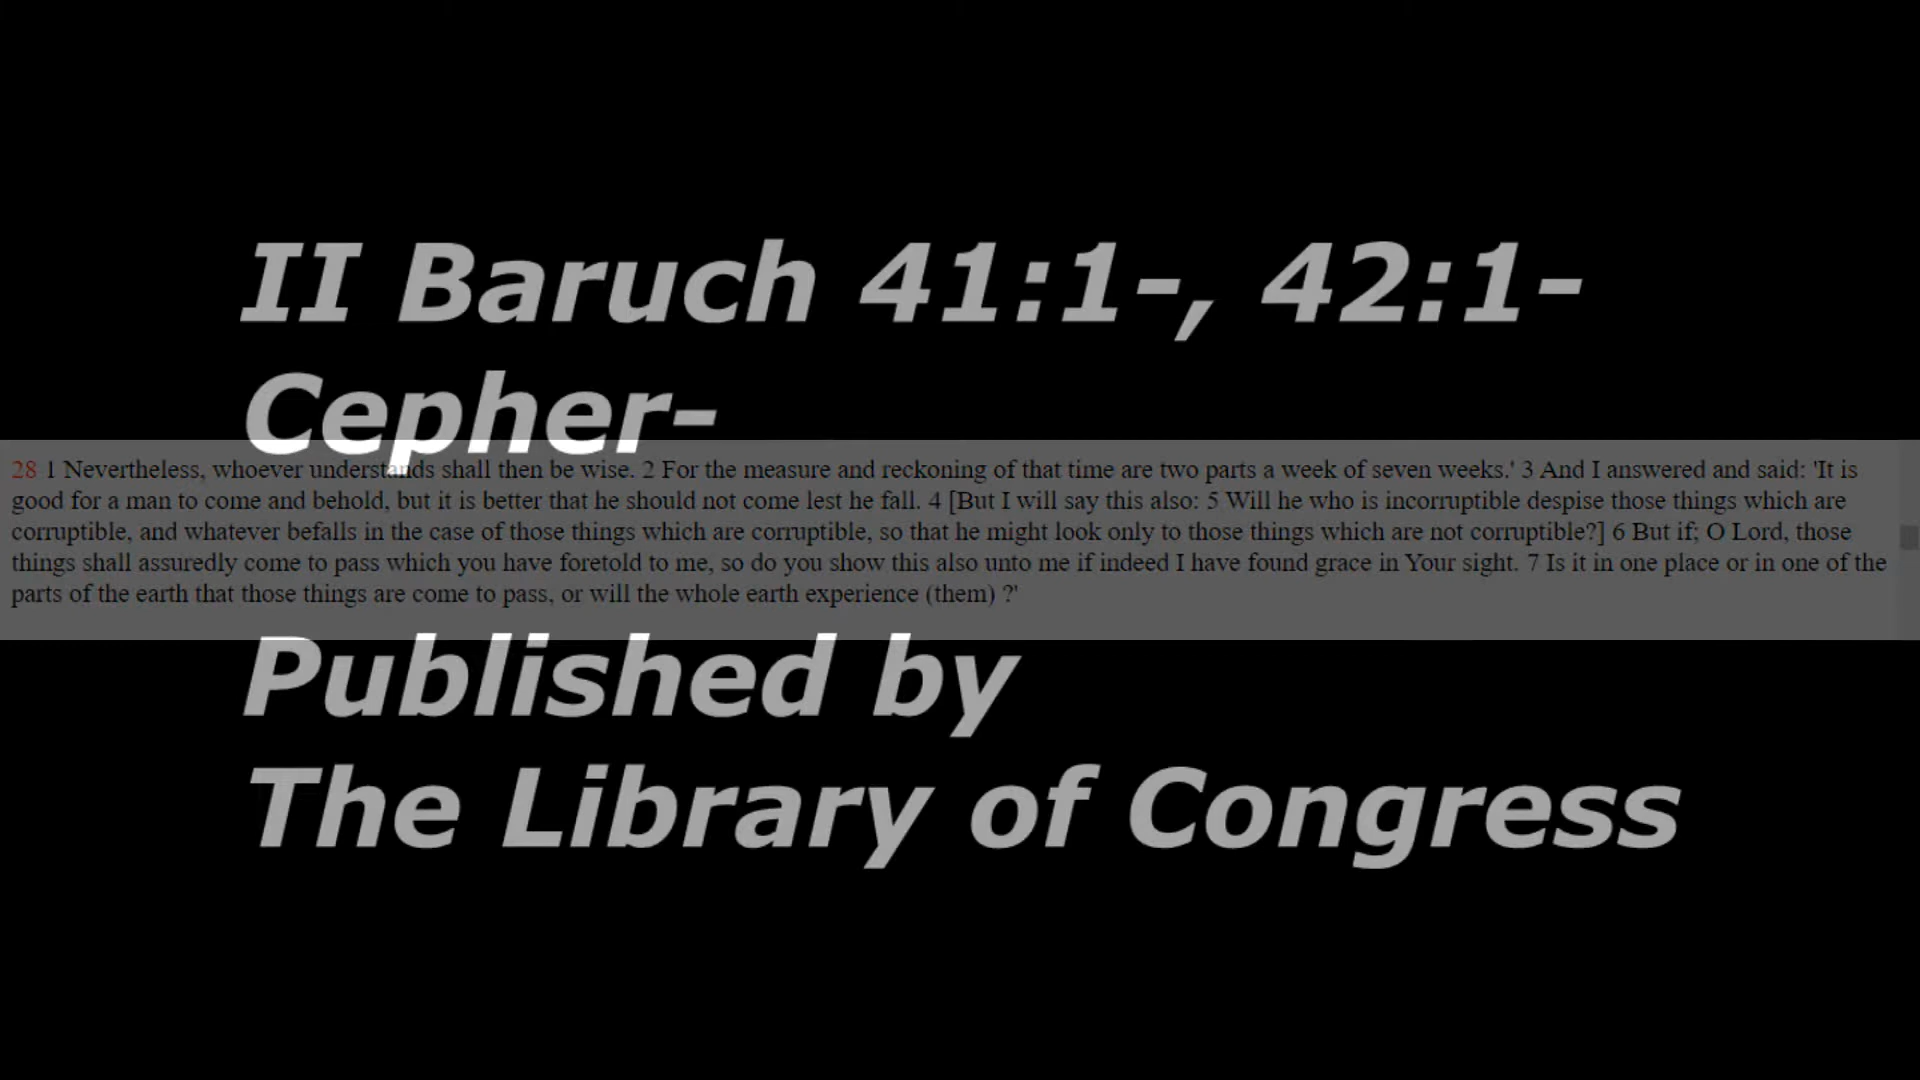 II Baruch 41:1-, 42:1-
Cepher-
28 1 Nevertheless, whoever understands shall then be wise. 2 For the measure and reckoning of that time are two parts a week of seven weeks.' 3 And I answered and said: 'It is
good for a man to come and behold, but it is better that he should not come lest he fall. 4 [But I will say this also: 5 Will he who is incorruptible despise those things which are
corruptible, and whatever befalls in the case of those things which are corruptible, so that he might look only to those things which are not corruptible?] 6 But if; O Lord, those
things shall assuredly come to pass which you have foretold to me, so do you show this also unto me if indeed I have found grace in Your sight. 7 Is it in one place or in one of the
parts of the earth that those things are come to pass, or will the whole earth experience (them) ?'
Published by
The Library of Congress